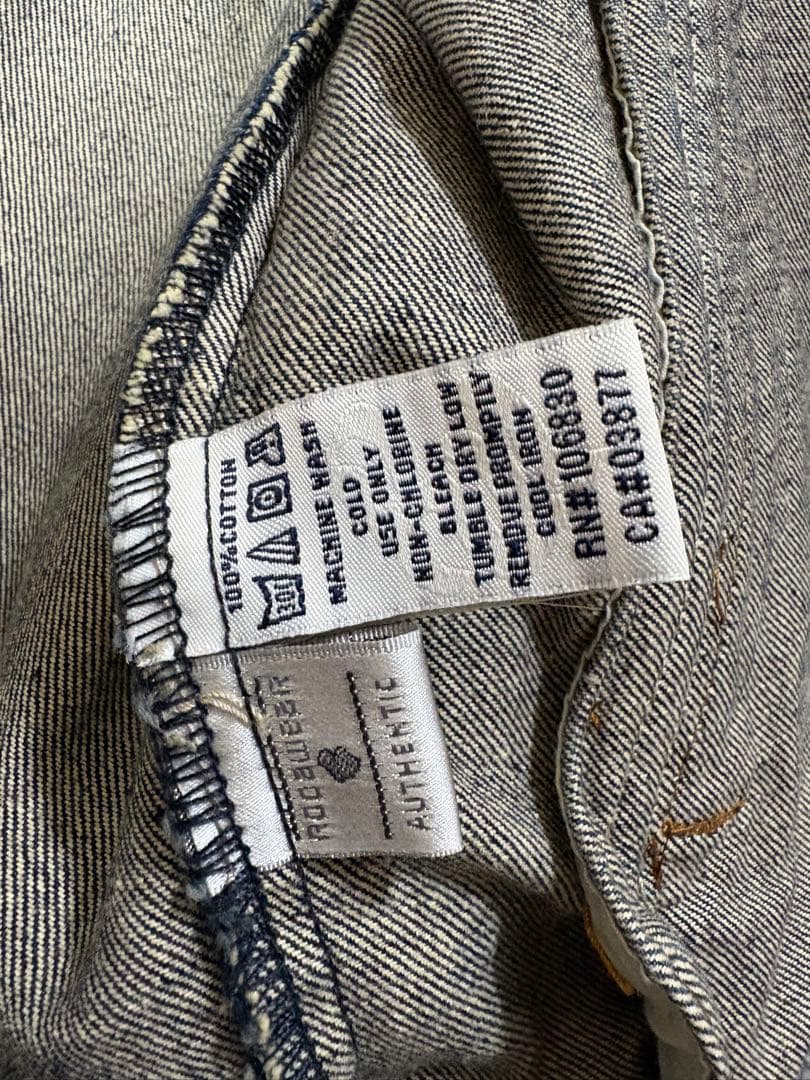 100%COTTON
MACHINE WASH
COLD
USE ONLY
NON-CHLORINE
BLEACH
TUMBLE DRY LOW
REMOVE PROMPTLY
COOL IRON
RN#106830
CA#03877
ROCAWEAR
AUTHENTIC